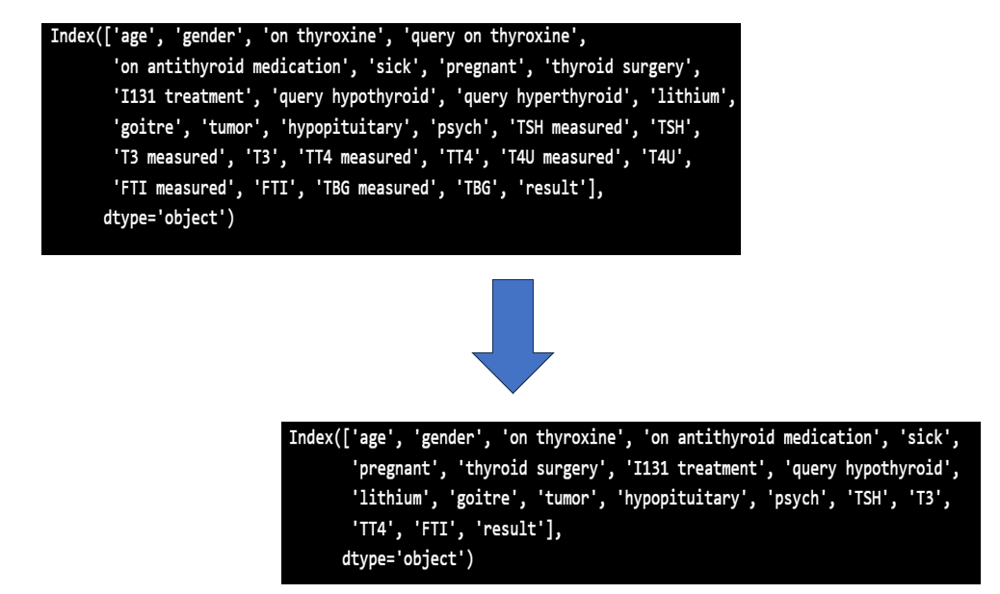 Index(['age', 'gender', 'on thyroxine', 'query on thyroxine',
'on antithyroid medication', 'sick', 'pregnant', 'thyroid surgery',
'I131 treatment', 'query hypothyroid', 'query hyperthyroid', 'lithium',
'goitre', 'tumor', 'hypopituitary', 'psych', 'TSH measured', 'TSH',
'T3 measured', 'T3', 'TT4 measured', 'TT4', 'T4U measured', 'T4U',
'FTI measured', 'FTI', 'TBG measured', 'TBG', 'result'],
dtype='object')
Index(['age', 'gender', 'on thyroxine', 'on antithyroid medication', 'sick',
'pregnant', 'thyroid surgery', 'I131 treatment', 'query hypothyroid',
'lithium', 'goitre', 'tumor', 'hypopituitary', 'psych', 'TSH', 'T3',
'TT4', 'FTI', 'result'],
dtype='object')